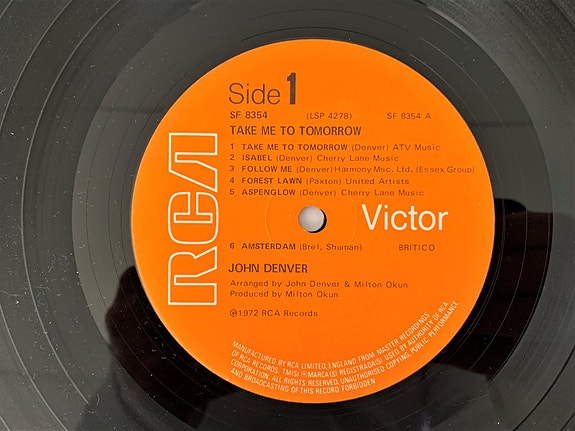 Side 1
SF 8354 (LSP 4278) SF 8354 A
TAKE ME TO TOMORROW
1 TAKE ME TO TOMORROW (Denver) ATV Music
2 ISABEL (Denver) Cherry Lane Music
3 FOLLOW ME (Denver) Harmony Msc. Ltd. (Essex Group)
4 FOREST LAWN (Paxton) United Artists
5 ASPENGLOW (Denver) Cherry Lane Music
RCA Victor
6 AMSTERDAM (Brel, Shuman) BRITICO
JOHN DENVER
Arranged by John Denver & Milton Okun
Produced by Milton Okun
℗1972 RCA Records
MANUFACTURED BY RCA LIMITED, ENGLAND FROM MASTER RECORDINGS
OF RCA RECORDS. TM(S) ® MARCA(S) REGISTRADA(S) USED BY AUTHORITY OF RCA
CORPORATION. ALL RIGHTS RESERVED. UNAUTHORISED COPYING, PUBLIC PERFORMANCE
AND BROADCASTING OF THIS RECORD FORBIDDEN